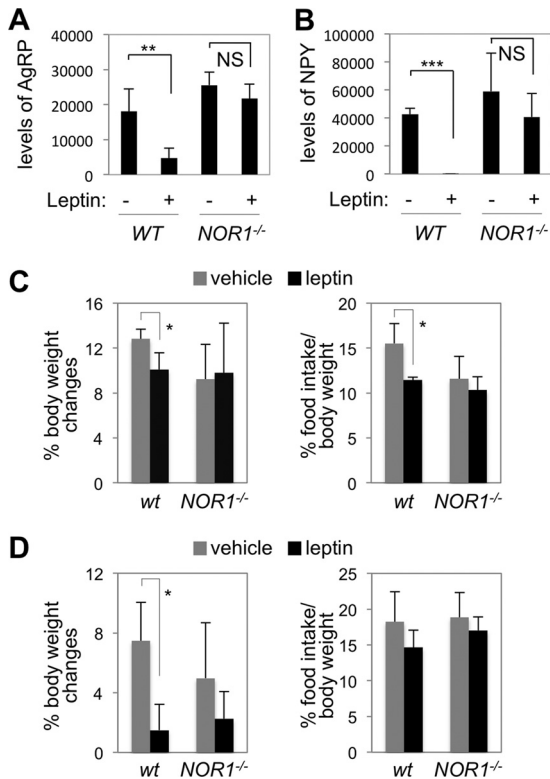 A
levels of AgRP
40000
30000
20000
10000
0
**
NS
Leptin: - + - +
WT NOR1-/-
B
levels of NPY
100000
80000
60000
40000
20000
0
***
NS
Leptin: - + - +
WT NOR1-/-
C
vehicle leptin
% body weight
changes
16
12
8
4
0
*
wt NOR1-/-
% food intake/
body weight
20
15
10
5
0
*
wt NOR1-/-
D
vehicle leptin
% body weight
changes
12
8
4
0
*
wt NOR1-/-
% food intake/
body weight
25
20
15
10
5
0
wt NOR1-/-